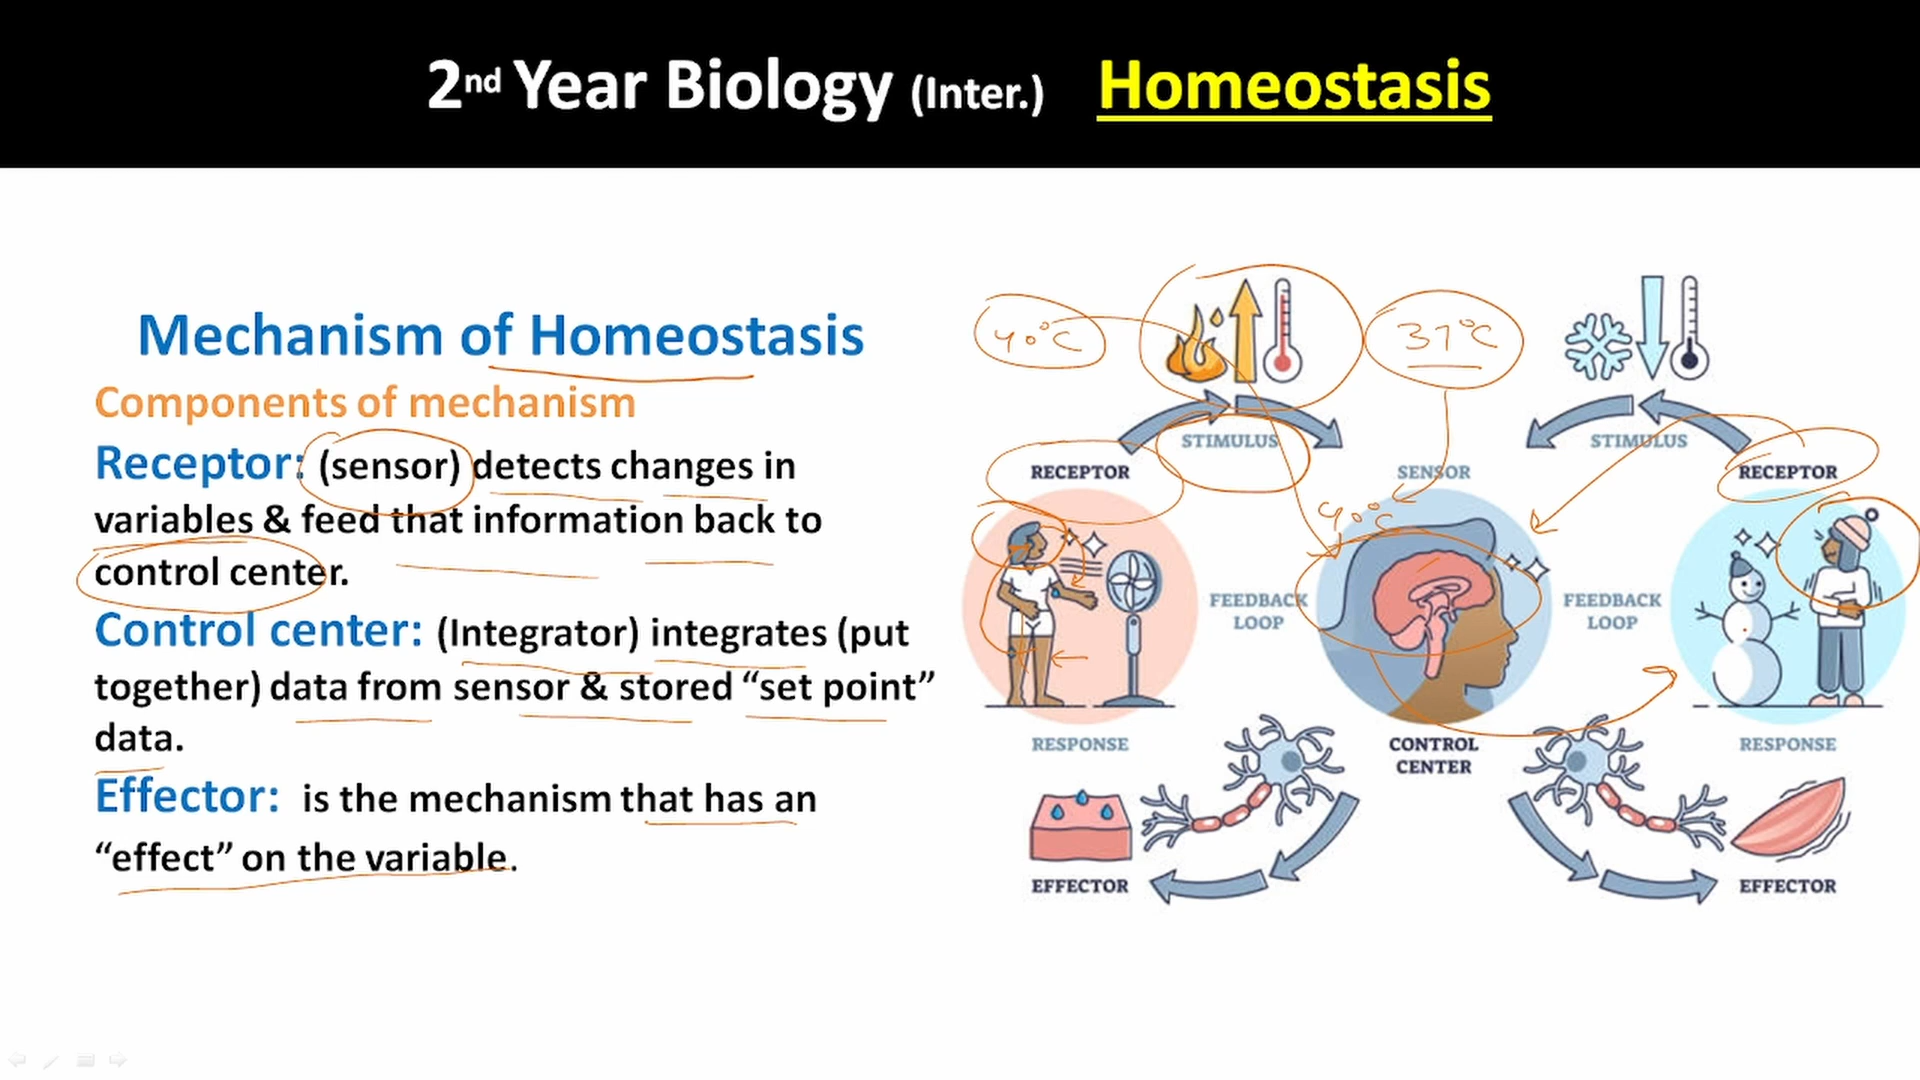 2nd Year Biology (Inter.) Homeostasis
Mechanism of Homeostasis
Components of mechanism
Receptor: (sensor) detects changes in
variables & feed that information back to
control center.
Control center: (Integrator) integrates (put
together) data from sensor & stored “set point”
data.
Effector: is the mechanism that has an
“effect” on the variable.
40°C
37°C
STIMULUS
STIMULUS
RECEPTOR
SENSOR
RECEPTOR
40°C
FEEDBACK
LOOP
FEEDBACK
LOOP
RESPONSE
CONTROL
CENTER
RESPONSE
EFFECTOR
EFFECTOR